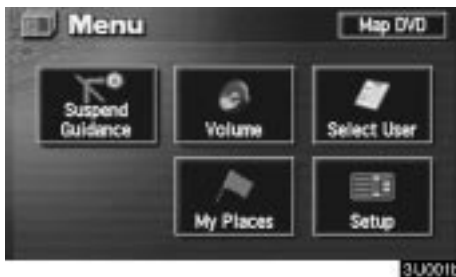 Menu
Map DVD
Suspend
Guidance
Volume
Select User
My Places
Setup
3U001b